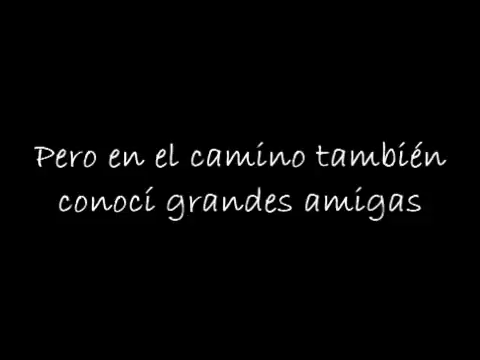 Pero en el camino también
conocí grandes amigas